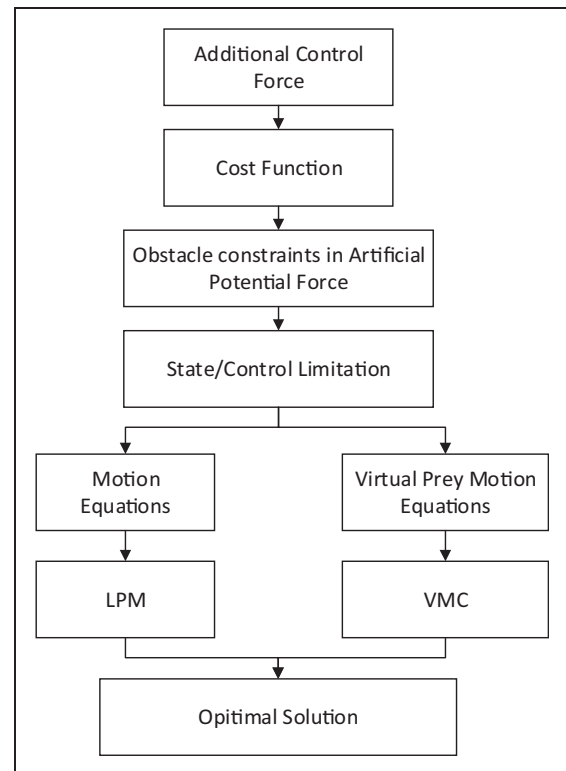 Additional Control
Force
Cost Function
Obstacle constraints in Artificial
Potential Force
State/Control Limitation
Motion
Equations
Virtual Prey Motion
Equations
LPM
VMC
Opitimal Solution